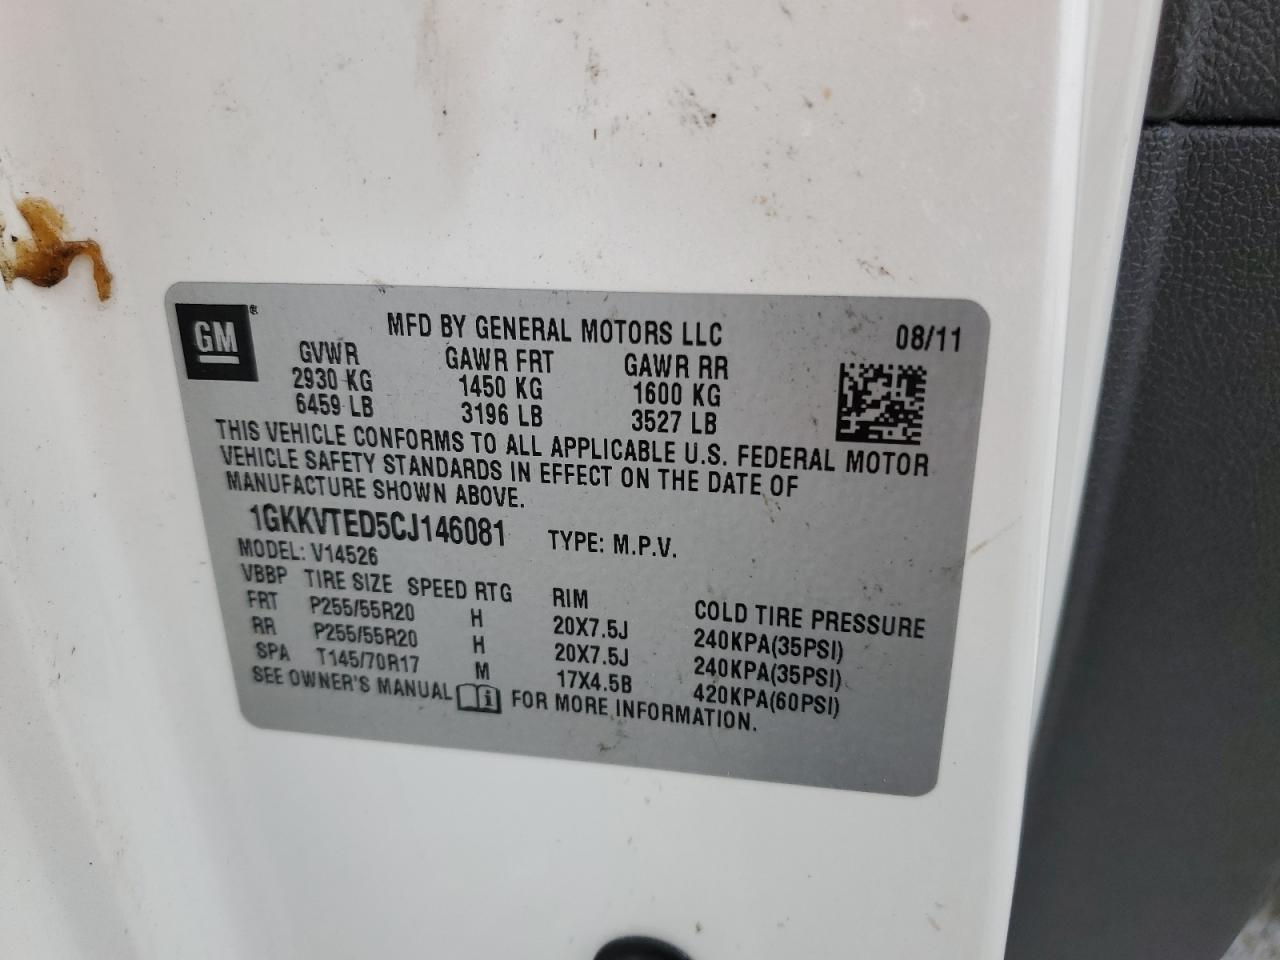 GM®
MFD BY GENERAL MOTORS LLC 08/11
GVWR GAWR FRT GAWR RR
2930 KG 1450 KG 1600 KG
6459 LB 3196 LB 3527 LB
THIS VEHICLE CONFORMS TO ALL APPLICABLE U.S. FEDERAL MOTOR
VEHICLE SAFETY STANDARDS IN EFFECT ON THE DATE OF
MANUFACTURE SHOWN ABOVE.
1GKKVTED5CJ146081 TYPE: M.P.V.
MODEL: V14526
VBBP TIRE SIZE SPEED RTG RIM COLD TIRE PRESSURE
FRT P255/55R20 H 20X7.5J 240KPA(35PSI)
RR P255/55R20 H 20X7.5J 240KPA(35PSI)
SPA T145/70R17 M 17X4.5B 420KPA(60PSI)
SEE OWNER'S MANUAL FOR MORE INFORMATION.